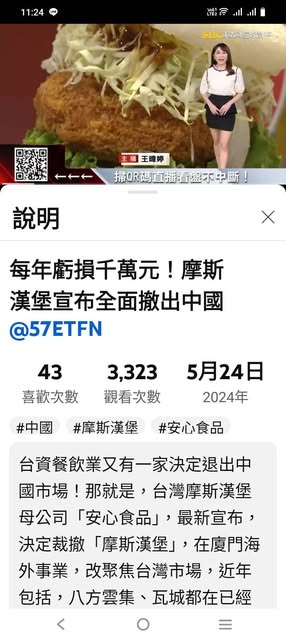 11:24
主播 王暐婷
←←← 掃QR碼直播看盤不中斷！
說明
每年虧損千萬元！摩斯
漢堡宣布全面撤出中國
@57ETFN
43 3,323 5月24日
喜歡次數 觀看次數 2024年
#中國 #摩斯漢堡 #安心食品
台資餐飲業又有一家決定退出中
國市場！那就是，台灣摩斯漢堡
母公司「安心食品」，最新宣布，
決定裁撤「摩斯漢堡」，在廈門海
外事業，改聚焦台灣市場，近年
包括，八方雲集、瓦城都在已經